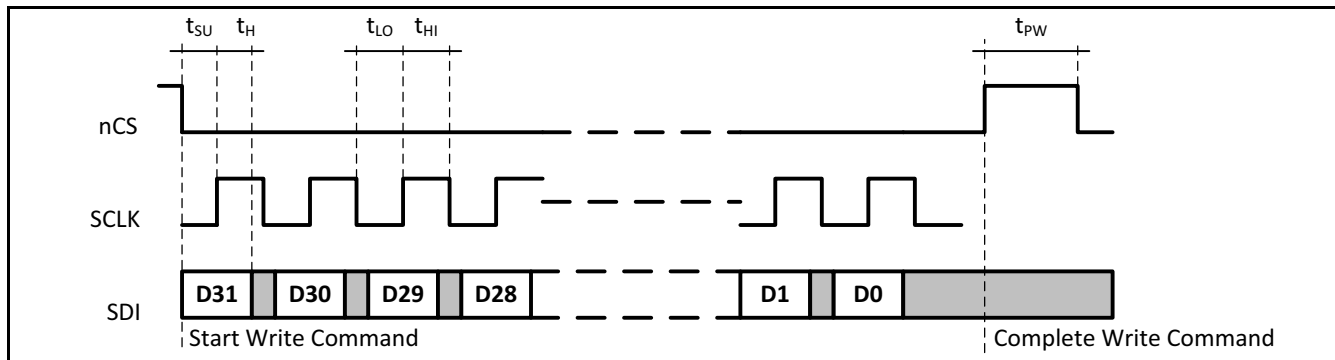 tSU tH tLO tHI tPW
nCS
SCLK
SDI D31 D30 D29 D28 D1 D0
Start Write Command Complete Write Command